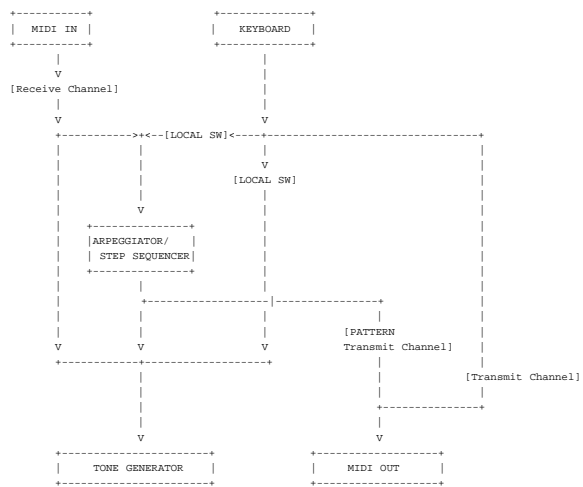 MIDI IN
KEYBOARD
V
[Receive Channel]
V
V
[LOCAL SW]
V
[LOCAL SW]
V
ARPEGGIATOR/
STEP SEQUENCER
[PATTERN
V V V
Transmit Channel]
[Transmit Channel]
V V
TONE GENERATOR
MIDI OUT